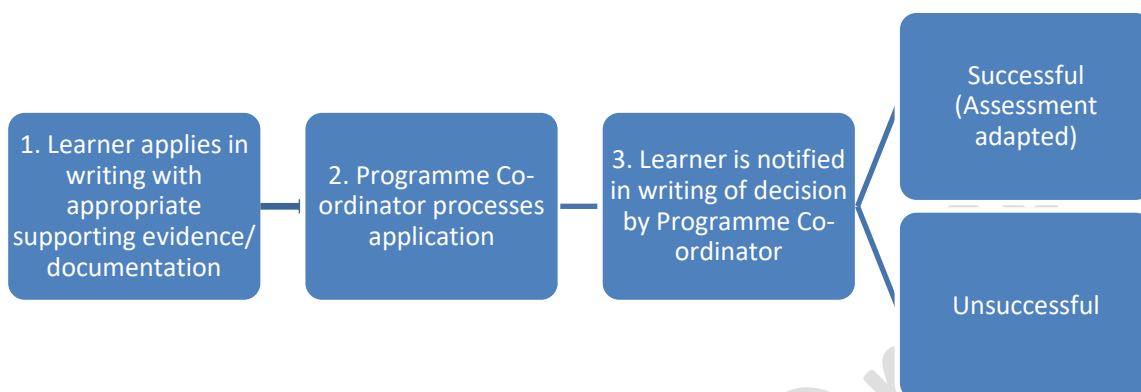 1. Learner applies in
writing with
appropriate
supporting evidence/
documentation
2. Programme Co-
ordinator processes
application
3. Learner is notified
in writing of decision
by Programme Co-
ordinator
Successful
(Assessment
adapted)
Unsuccessful